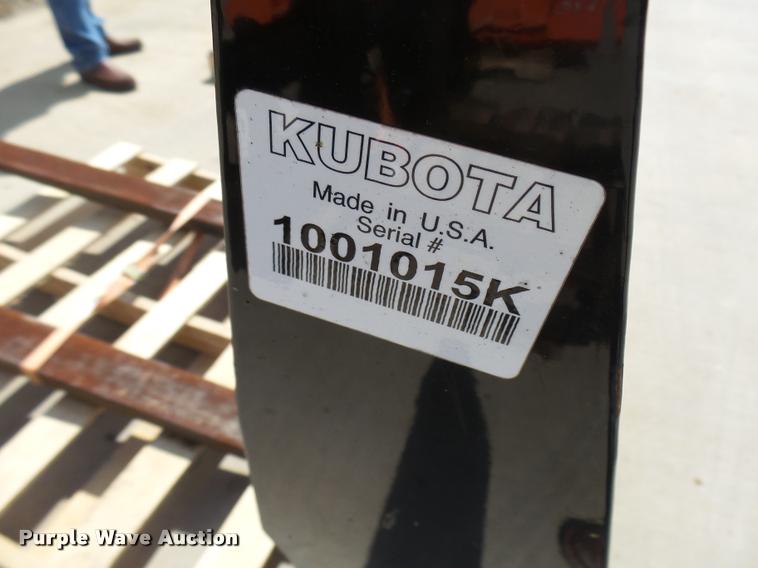 KUBOTA
Made in U.S.A.
Serial #
1001015K
Purple Wave Auction